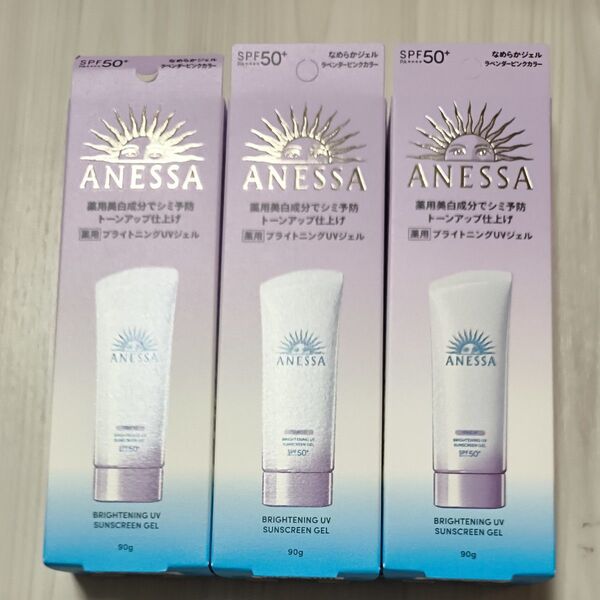 SPF50+
PA++++
なめらかジェル
ラベンダーピンクカラー
ANESSA
薬用美白成分でシミ予防
トーンアップ仕上げ
薬用 ブライトニングUVジェル
ANESSA
BRIGHTENING UV
SUNSCREEN GEL
SPF50+
BRIGHTENING UV
SUNSCREEN GEL
90g
SPF50+
PA++++
なめらかジェル
ラベンダーピンクカラー
ANESSA
薬用美白成分でシミ予防
トーンアップ仕上げ
薬用 ブライトニングUVジェル
ANESSA
BRIGHTENING UV
SUNSCREEN GEL
SPF50+
BRIGHTENING UV
SUNSCREEN GEL
90g
SPF50+
PA++++
なめらかジェル
ラベンダーピンクカラー
ANESSA
薬用美白成分でシミ予防
トーンアップ仕上げ
薬用 ブライトニングUVジェル
ANESSA
BRIGHTENING UV
SUNSCREEN GEL
SPF50+
BRIGHTENING UV
SUNSCREEN GEL
90g